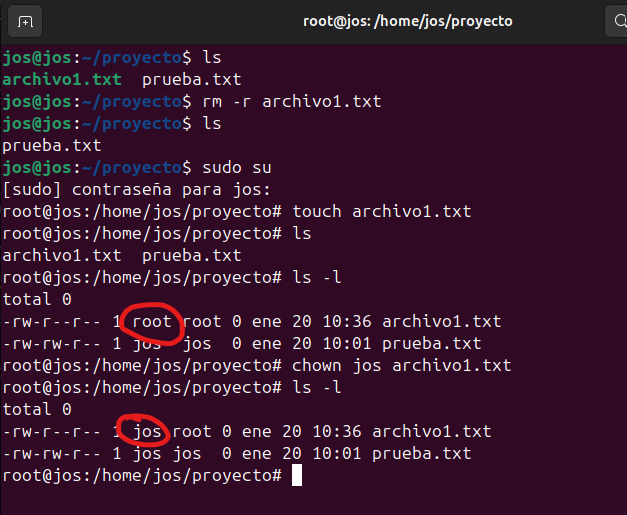 root@jos: /home/jos/proyecto
jos@jos:~/proyecto$ ls
archivo1.txt  prueba.txt
jos@jos:~/proyecto$ rm -r archivo1.txt
jos@jos:~/proyecto$ ls
prueba.txt
jos@jos:~/proyecto$ sudo su
[sudo] contraseña para jos:
root@jos:/home/jos/proyecto# touch archivo1.txt
root@jos:/home/jos/proyecto# ls
archivo1.txt  prueba.txt
root@jos:/home/jos/proyecto# ls -l
total 0
-rw-r--r-- 1 root root 0 ene 20 10:36 archivo1.txt
-rw-rw-r-- 1 jos  jos  0 ene 20 10:01 prueba.txt
root@jos:/home/jos/proyecto# chown jos archivo1.txt
root@jos:/home/jos/proyecto# ls -l
total 0
-rw-r--r-- 1 jos root 0 ene 20 10:36 archivo1.txt
-rw-rw-r-- 1 jos jos  0 ene 20 10:01 prueba.txt
root@jos:/home/jos/proyecto#